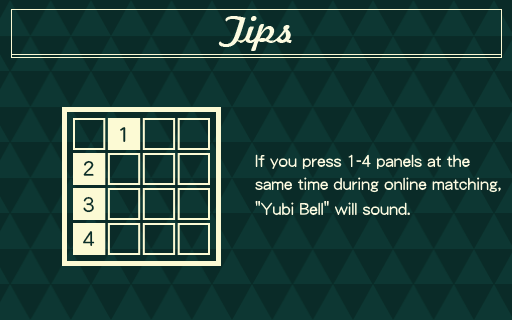 Tips
1
2
3
4
If you press 1-4 panels at the
same time during online matching,
"Yubi Bell" will sound.